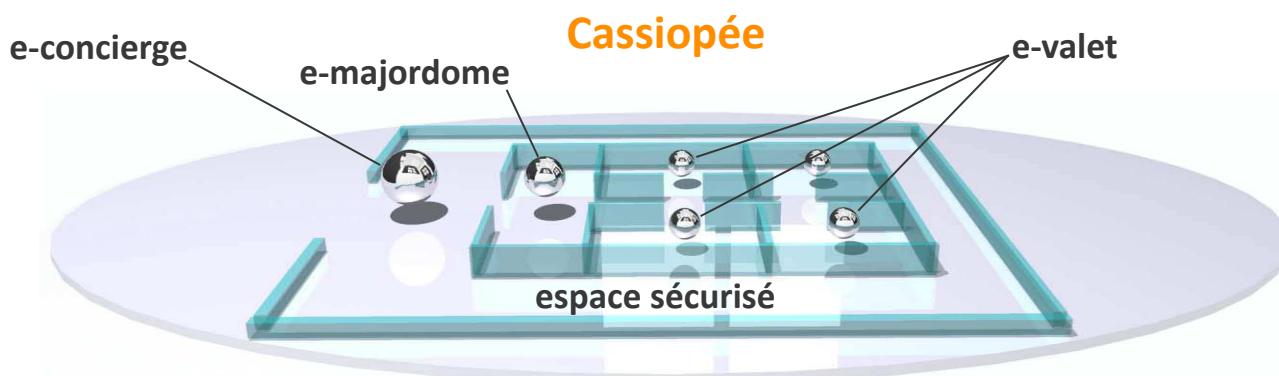 Cassiopée
e-concierge
e-majordome
e-valet
espace sécurisé